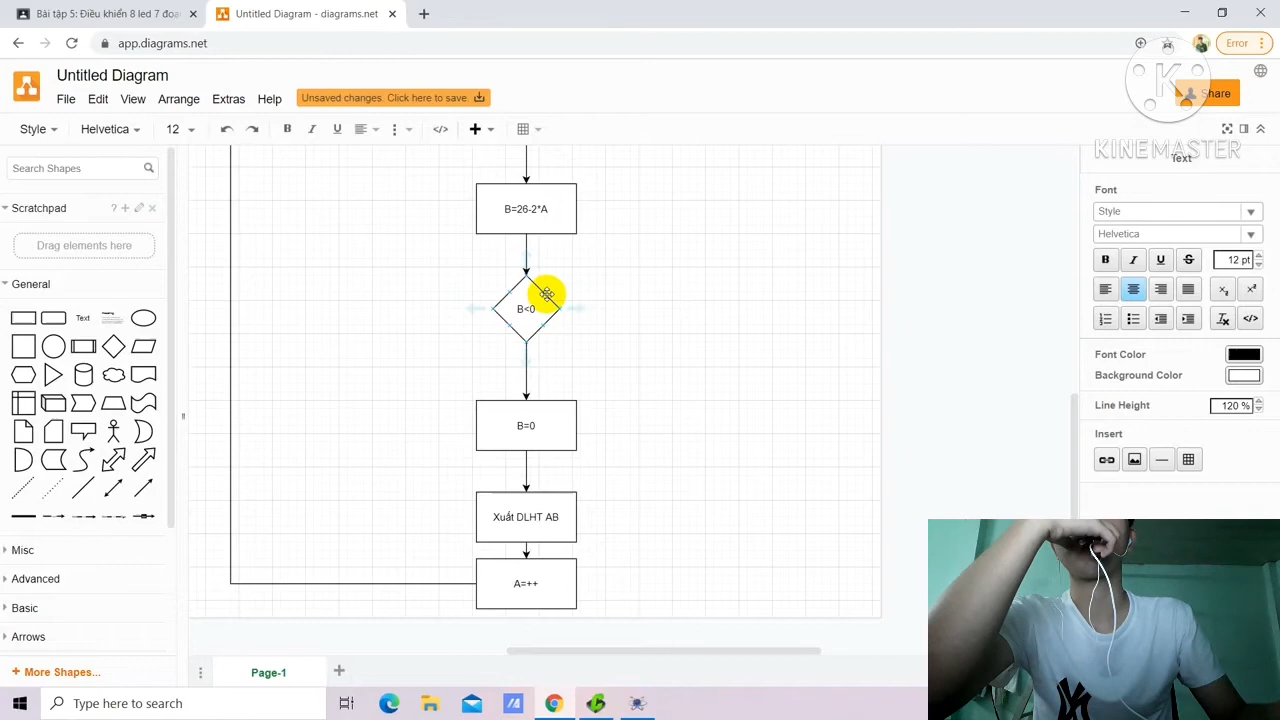 Bài tập 5: Điều khiển 8 led 7 đoạ
Untitled Diagram - diagrams.net
app.diagrams.net
Error
Untitled Diagram
File Edit View Arrange Extras Help
Unsaved changes. Click here to save.
Share
K
KINEMASTER
Style Helvetica 12
Search Shapes
Scratchpad
Drag elements here
General
Text
Misc
Advanced
Basic
Arrows
+ More Shapes...
B=26-2*A
B<0
B=0
Xuất DLHT AB
A=++
Text
Font
Style
Helvetica
12 pt
Font Color
Background Color
Line Height 120 %
Insert
Page-1
Type here to search